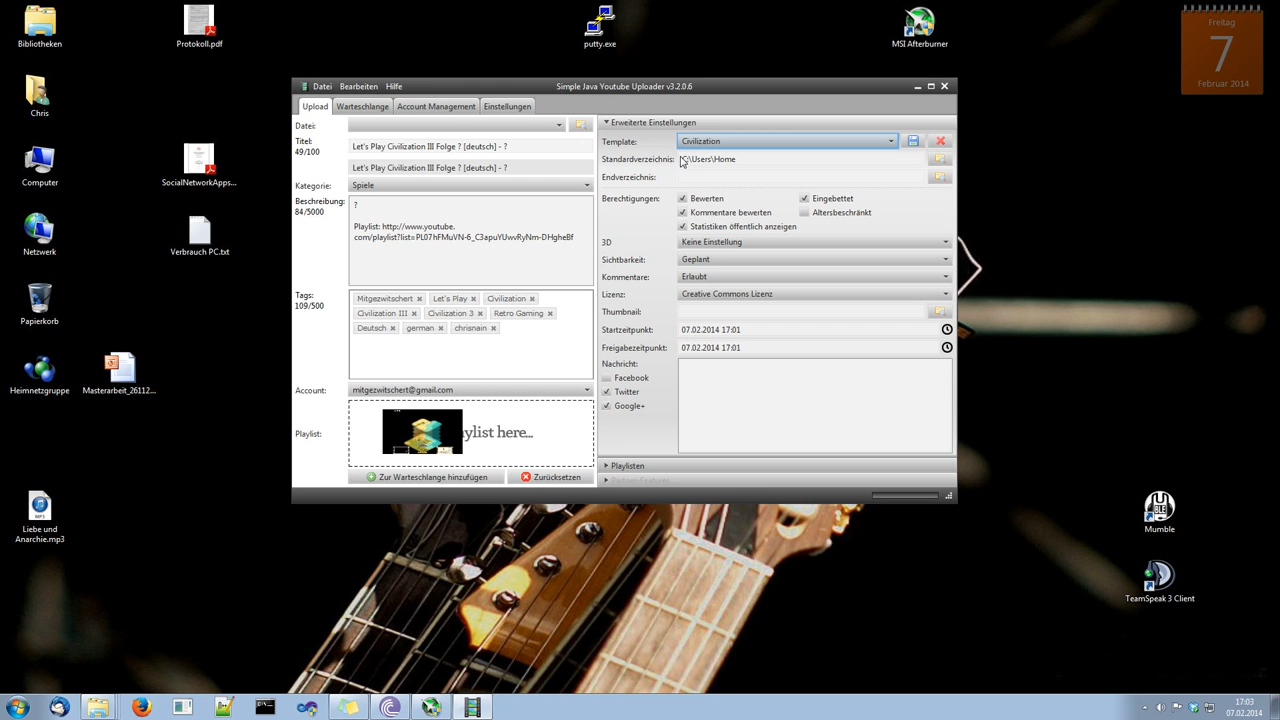 Bibliotheken
Protokoll.pdf
putty.exe
MSI Afterburner
Freitag
7
Februar 2014
Chris
Computer
SocialNetworkApps...
Netzwerk
Verbrauch PC.txt
Papierkorb
Heimnetzgruppe
Masterarbeit_26112...
Liebe und
Anarchie.mp3
Mumble
TeamSpeak 3 Client
Datei Bearbeiten Hilfe
Simple Java Youtube Uploader v3.2.0.6
Upload Warteschlange Account Management Einstellungen
Datei:
Titel:
49/100
Let's Play Civilization III Folge ? [deutsch] - ?
Let's Play Civilization III Folge ? [deutsch] - ?
Kategorie: Spiele
Beschreibung:
84/5000
?
Playlist: http://www.youtube.
com/playlist?list=PL07hFMuVN-6_C3apuYUwvRyNm-DHgheBf
Tags:
109/500
Mitgezwitschert Let's Play Civilization
Civilization III Civilization 3 Retro Gaming
Deutsch german chrisnain
Account: mitgezwitschert@gmail.com
Playlist: aylist here...
Zur Warteschlange hinzufügen Zurücksetzen
Erweiterte Einstellungen
Template: Civilization
Standardverzeichnis: :\Users\Home
Endverzeichnis:
Berechtigungen: Bewerten Eingebettet
Kommentare bewerten Altersbeschränkt
Statistiken öffentlich anzeigen
3D Keine Einstellung
Sichtbarkeit: Geplant
Kommentare: Erlaubt
Lizenz: Creative Commons Lizenz
Thumbnail:
Startzeitpunkt: 07.02.2014 17:01
Freigabezeitpunkt: 07.02.2014 17:01
Nachricht:
Facebook
Twitter
Google+
Playlisten
Partner-Features
17:03
07.02.2014